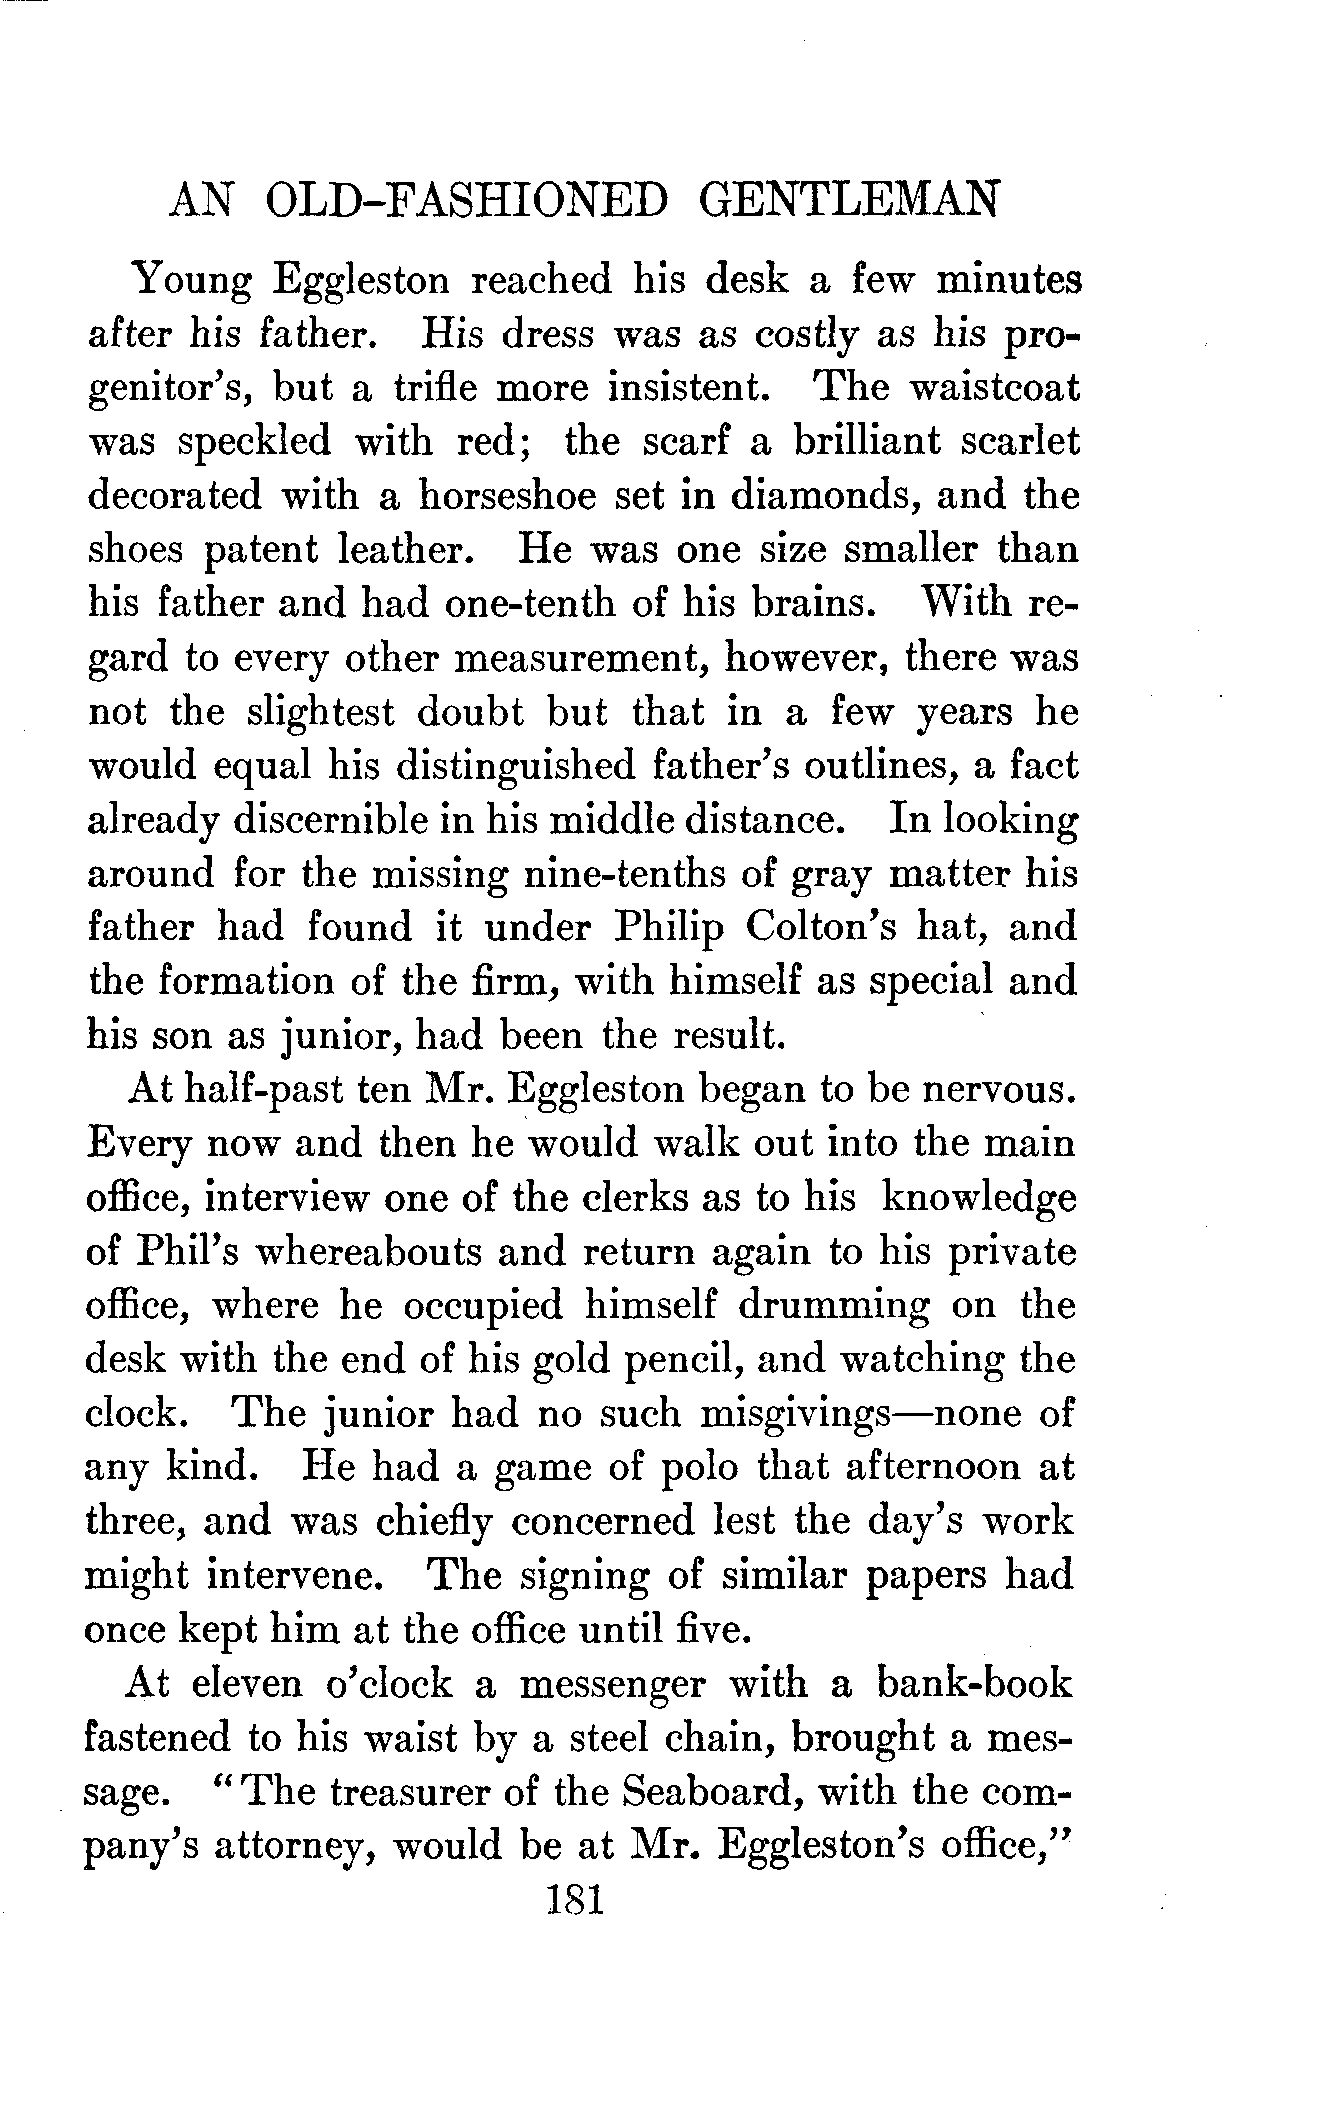 AN OLD-FASHIONED GENTLEMAN
Young Eggleston reached his desk a few minutes
after his father. His dress was as costly as his pro-
genitor's, but a trifle more insistent. The waistcoat
was speckled with red; the scarf a brilliant scarlet
decorated with a horseshoe set in diamonds, and the
shoes patent leather. He was one size smaller than
his father and had one-tenth of his brains. With re-
gard to every other measurement, however, there was
not the slightest doubt but that in a few years he
would equal his distinguished father's outlines, a fact
already discernible in his middle distance. In looking
around for the missing nine-tenths of gray matter his
father had found it under Philip Colton's hat, and
the formation of the firm, with himself as special and
his son as junior, had been the result.
At half-past ten Mr. Eggleston began to be nervous.
Every now and then he would walk out into the main
office, interview one of the clerks as to his knowledge
of Phil's whereabouts and return again to his private
office, where he occupied himself drumming on the
desk with the end of his gold pencil, and watching the
clock. The junior had no such misgivings—none of
any kind. He had a game of polo that afternoon at
three, and was chiefly concerned lest the day's work
might intervene. The signing of similar papers had
once kept him at the office until five.
At eleven o'clock a messenger with a bank-book
fastened to his waist by a steel chain, brought a mes-
sage. "The treasurer of the Seaboard, with the com-
pany's attorney, would be at Mr. Eggleston's office,"
181